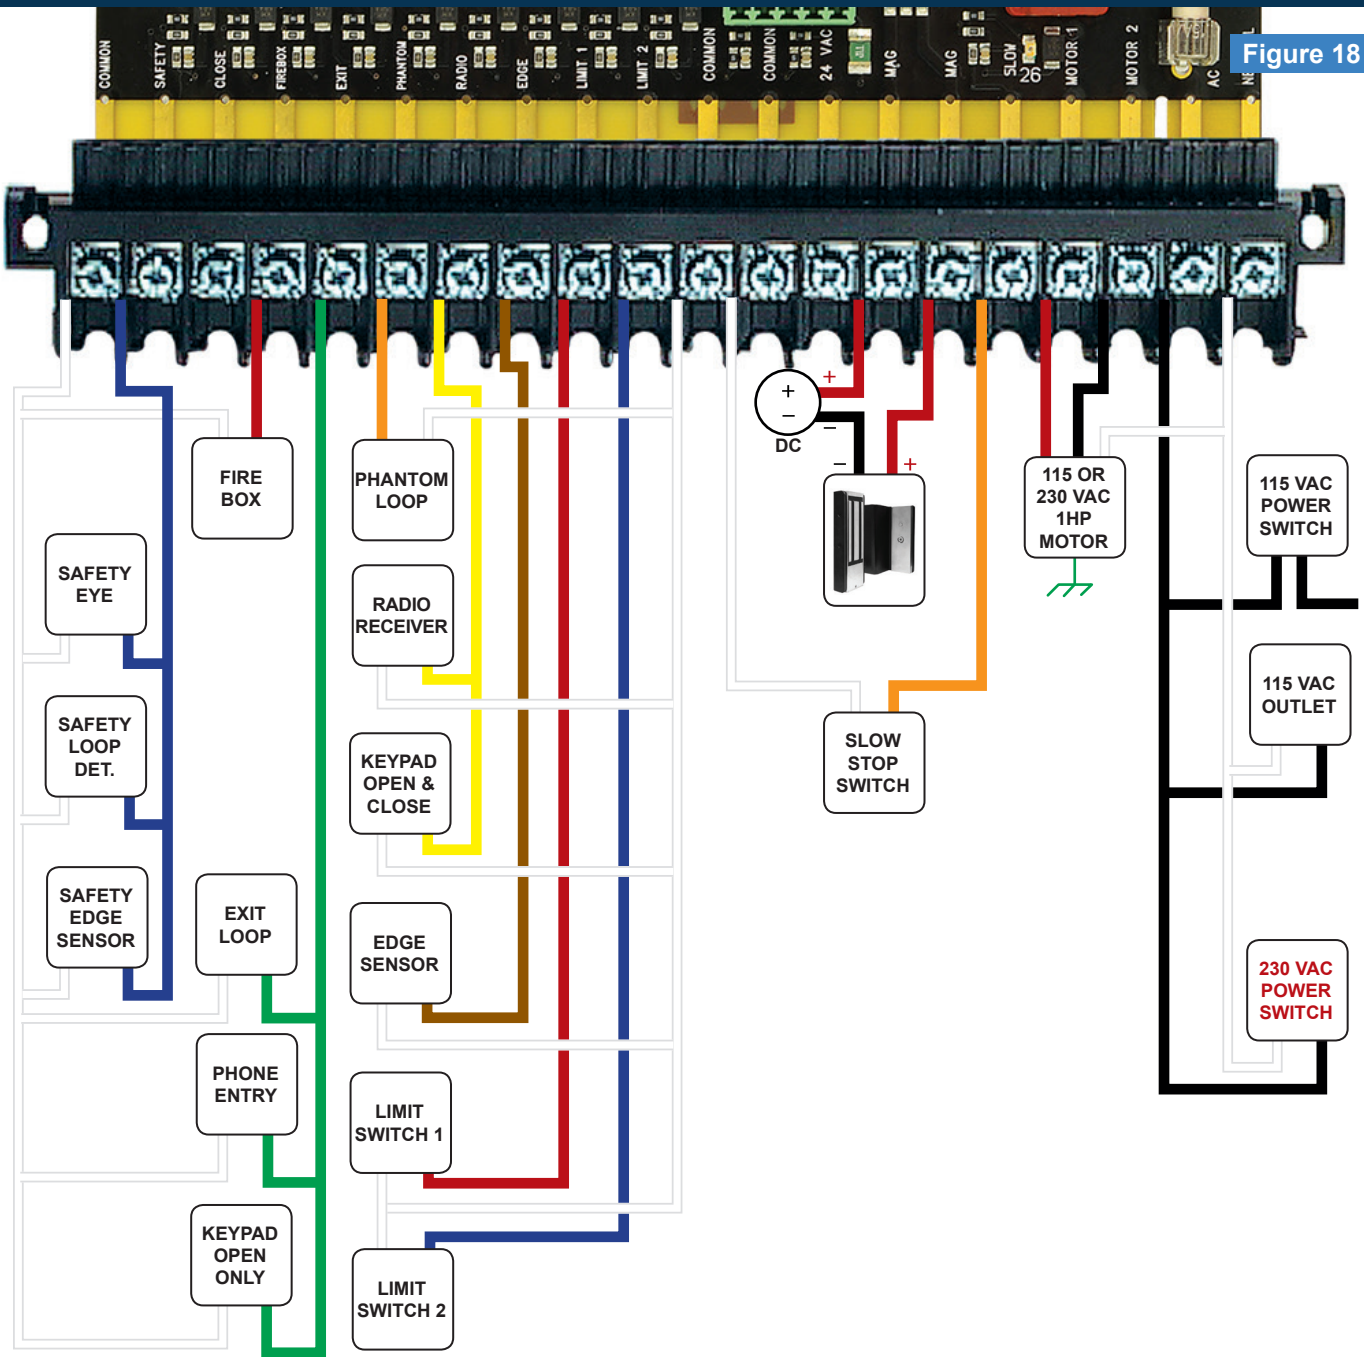 Figure 18
COMMON
SAFETY
CLOSE
FIREBOX
EXIT
PHANTOM
RADIO
EDGE
LIMIT 1
LIMIT 2
COMMON
COMMON
24 VAC
MAG
MAG
SLOW
26
MOTOR 1
MOTOR 2
AC
+
+
−
−
DC
−
+
FIRE
BOX
PHANTOM
LOOP
115 OR
230 VAC
1HP
MOTOR
115 VAC
POWER
SWITCH
SAFETY
EYE
RADIO
RECEIVER
115 VAC
OUTLET
SAFETY
LOOP
DET.
KEYPAD
OPEN &
CLOSE
SLOW
STOP
SWITCH
SAFETY
EDGE
SENSOR
EXIT
LOOP
EDGE
SENSOR
230 VAC
POWER
SWITCH
PHONE
ENTRY
LIMIT
SWITCH 1
KEYPAD
OPEN
ONLY
LIMIT
SWITCH 2